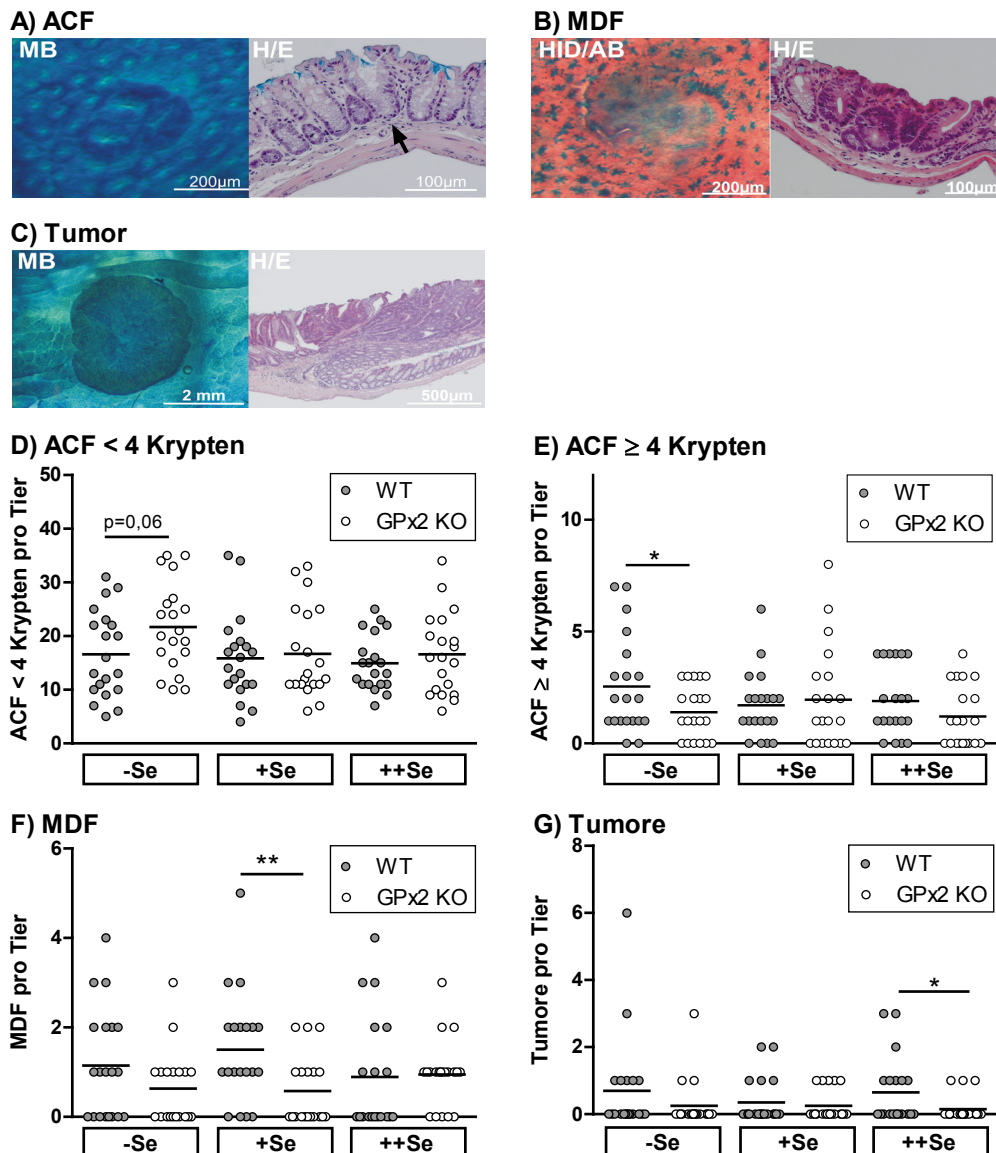 A) ACF
MB
H/E
200µm
100µm
B) MDF
HID/AB
H/E
200µm
100µm
C) Tumor
MB
H/E
2 mm
500µm
D) ACF < 4 Krypten
ACF < 4 Krypten pro Tier
50
40
30
20
10
0
WT
GPx2 KO
p=0,06
-Se
+Se
++Se
E) ACF ≥ 4 Krypten
ACF ≥ 4 Krypten pro Tier
10
5
0
WT
GPx2 KO
*
-Se
+Se
++Se
F) MDF
MDF pro Tier
6
4
2
0
WT
GPx2 KO
**
-Se
+Se
++Se
G) Tumore
Tumore pro Tier
8
6
4
2
0
WT
GPx2 KO
*
-Se
+Se
++Se